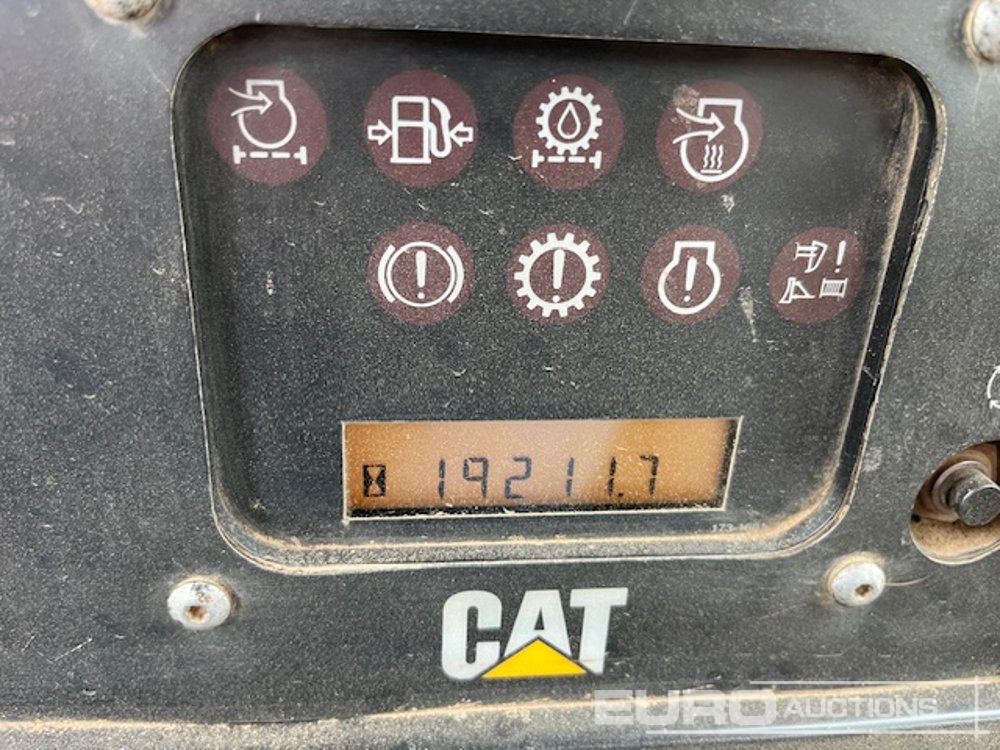 19211.7
CAT
EURO AUCTIONS